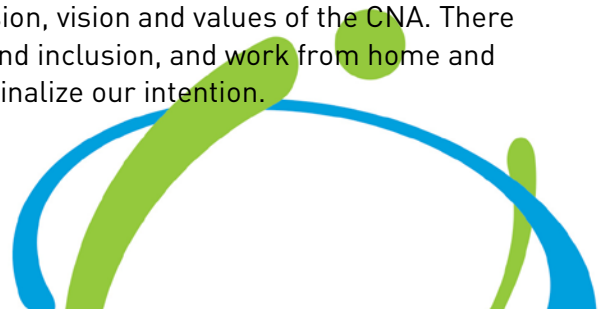 ion, vision and values of the CNA. There
nd inclusion, and work from home and
inalize our intention.